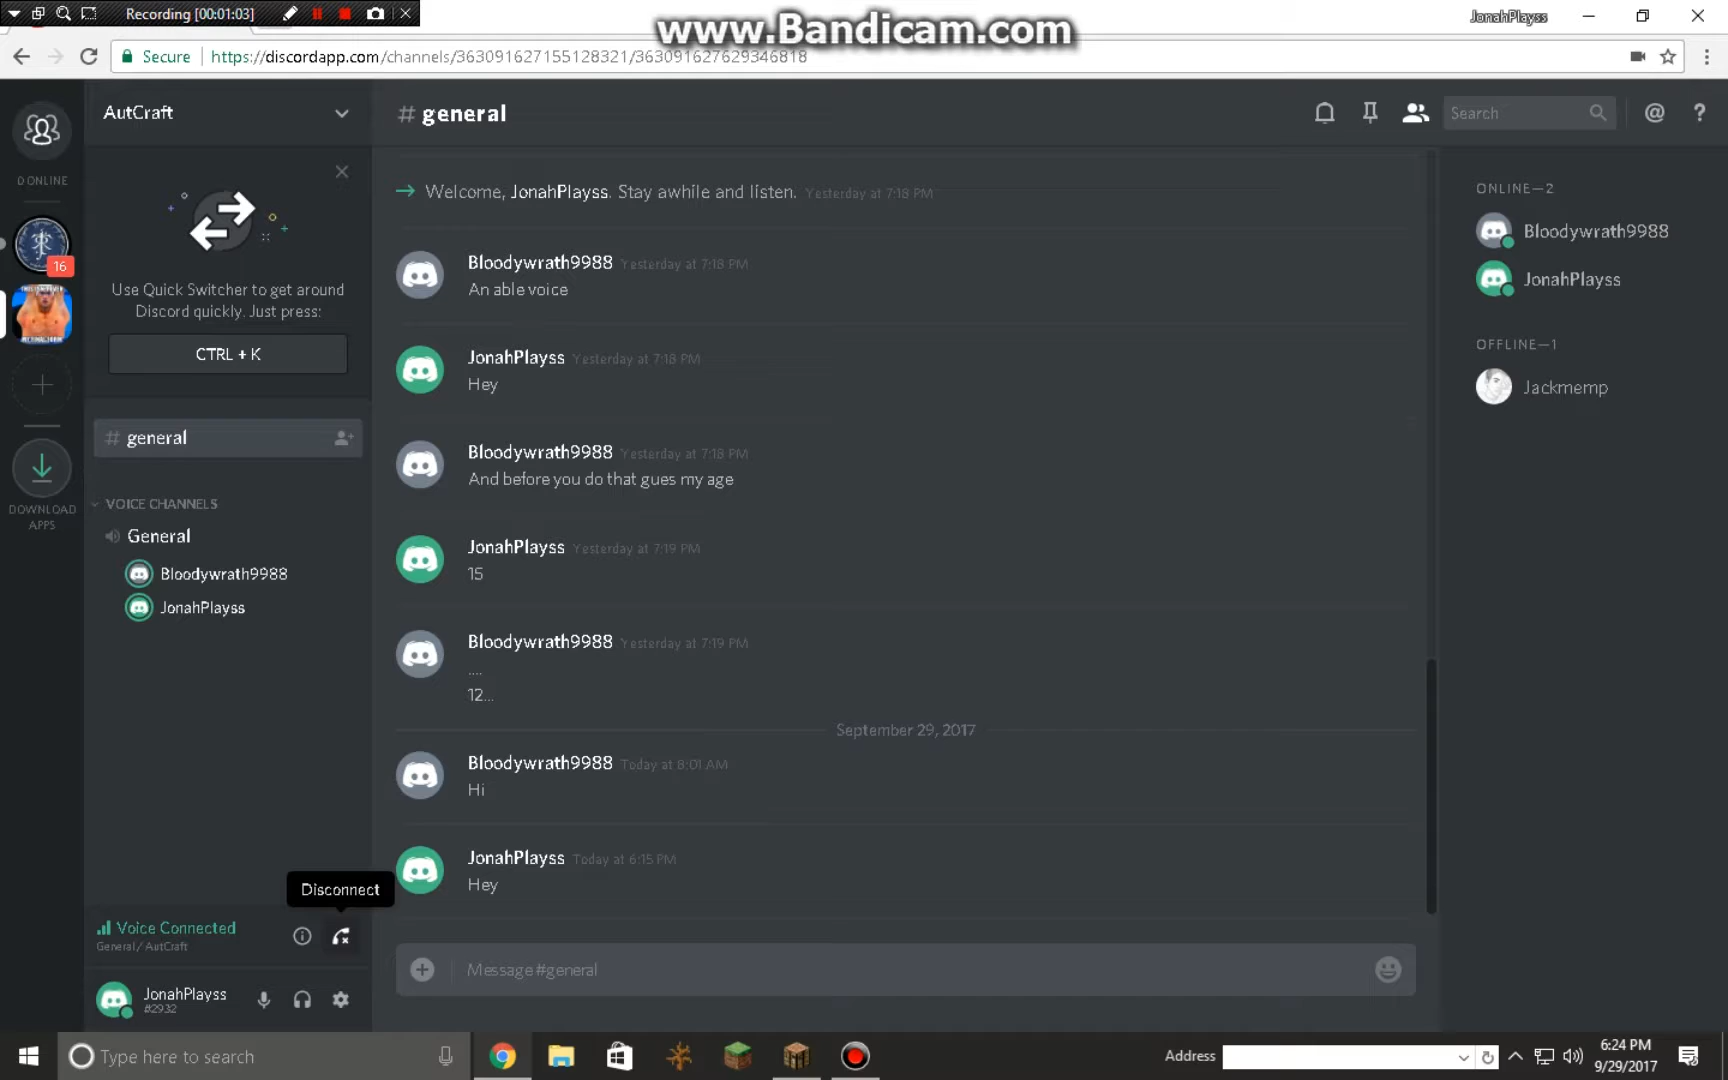 Recording [00:01:03]
www.Bandicam.com
JonahPlayss
Secure
https://discordapp.com/channels/363091627155128321/363091627629346818
AutCraft
# general
Search
@
?
0 ONLINE
16
Use Quick Switcher to get around
Discord quickly. Just press:
CTRL + K
# general
VOICE CHANNELS
General
Bloodywrath9988
JonahPlayss
DOWNLOAD
APPS
Welcome, JonahPlayss. Stay awhile and listen. Yesterday at 7:18 PM
Bloodywrath9988 Yesterday at 7:18 PM
An able voice
JonahPlayss Yesterday at 7:18 PM
Hey
Bloodywrath9988 Yesterday at 7:18 PM
And before you do that gues my age
JonahPlayss Yesterday at 7:19 PM
15
Bloodywrath9988 Yesterday at 7:19 PM
....
12...
September 29, 2017
Bloodywrath9988 Today at 8:01 AM
Hi
JonahPlayss Today at 6:15 PM
Hey
Message #general
ONLINE—2
Bloodywrath9988
JonahPlayss
OFFLINE—1
Jackmemp
Disconnect
Voice Connected
General / AutCraft
JonahPlayss
#2932
Type here to search
Address
6:24 PM
9/29/2017